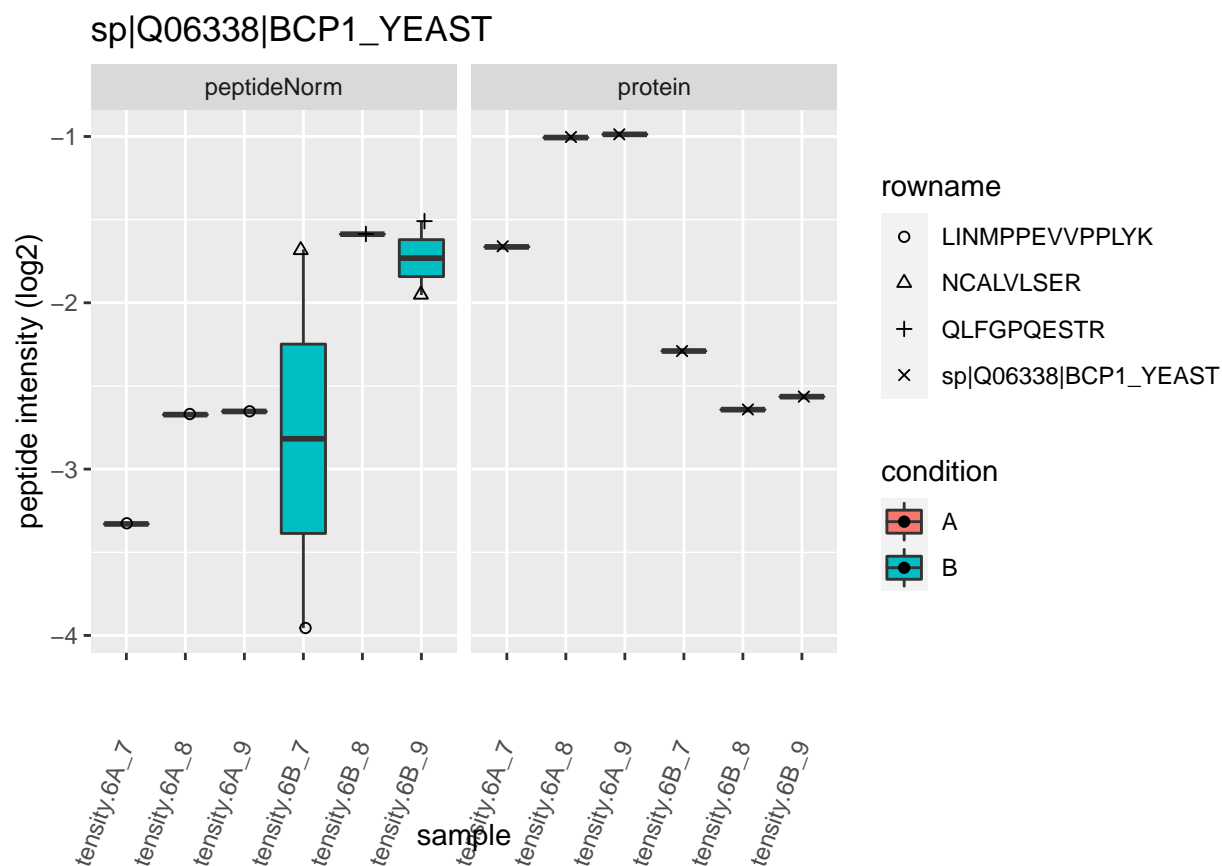 sp|Q06338|BCP1_YEAST
peptideNorm
protein
−1
−2
−3
−4
peptide intensity (log2)
tensity.6A_7
tensity.6A_8
tensity.6A_9
tensity.6B_7
tensity.6B_8
tensity.6B_9
tensity.6A_7
tensity.6A_8
tensity.6A_9
tensity.6B_7
tensity.6B_8
tensity.6B_9
sample
rowname
LINMPPEVVPPLYK
NCALVLSER
QLFGPQESTR
sp|Q06338|BCP1_YEAST
condition
A
B